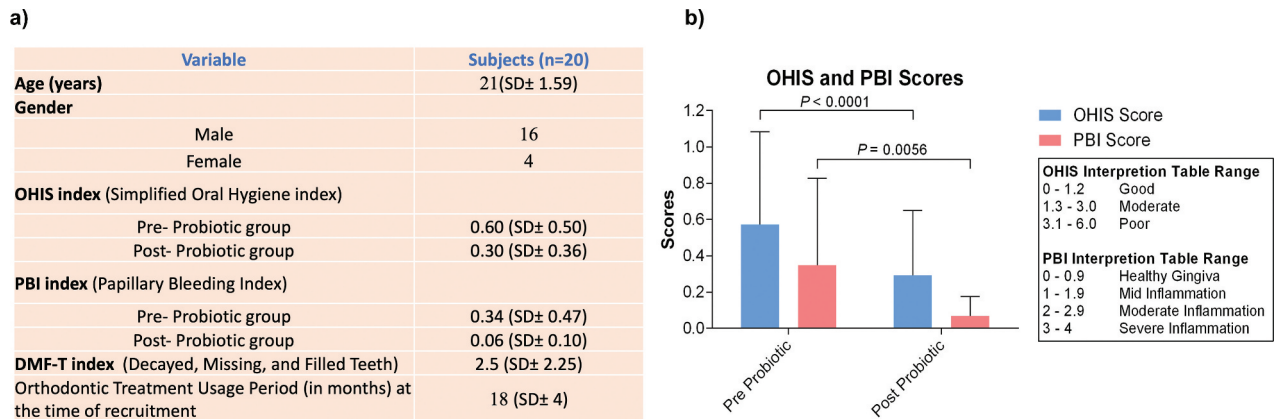 a)
Variable Subjects (n=20)
Age (years) 21(SD± 1.59)
Gender
Male 16
Female 4
OHIS index (Simplified Oral Hygiene index)
Pre- Probiotic group 0.60 (SD± 0.50)
Post- Probiotic group 0.30 (SD± 0.36)
PBI index (Papillary Bleeding Index)
Pre- Probiotic group 0.34 (SD± 0.47)
Post- Probiotic group 0.06 (SD± 0.10)
DMF-T index (Decayed, Missing, and Filled Teeth) 2.5 (SD± 2.25)
Orthodontic Treatment Usage Period (in months) at
the time of recruitment 18 (SD± 4)
b)
OHIS and PBI Scores
P < 0.0001
P = 0.0056
Scores
1.2
1.0
0.8
0.6
0.4
0.2
0.0
Pre Probiotic
Post Probiotic
OHIS Score
PBI Score
OHIS Interpretion Table Range
0 - 1.2 Good
1.3 - 3.0 Moderate
3.1 - 6.0 Poor
PBI Interpretion Table Range
0 - 0.9 Healthy Gingiva
1 - 1.9 Mid Inflammation
2 - 2.9 Moderate Inflammation
3 - 4 Severe Inflammation